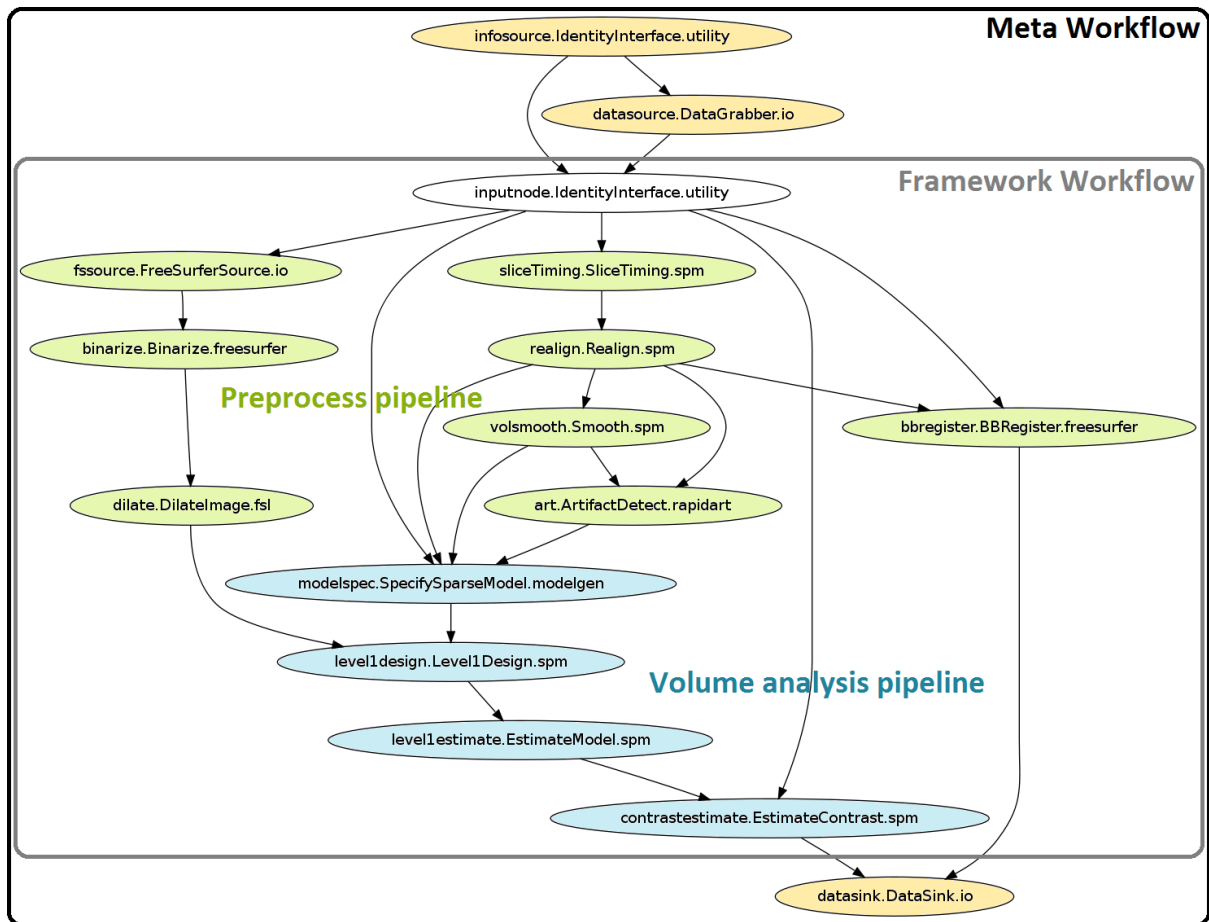 infosource.IdentityInterface.utility
Meta Workflow
datasource.DataGrabber.io
Framework Workflow
inputnode.IdentityInterface.utility
fssource.FreeSurferSource.io
sliceTiming.SliceTiming.spm
binarize.Binarize.freesurfer
realign.Realign.spm
Preprocess pipeline
volsmooth.Smooth.spm
bbregister.BBRegister.freesurfer
dilate.DilateImage.fsl
art.ArtifactDetect.rapidart
modelspec.SpecifySparseModel.modelgen
level1design.Level1Design.spm
Volume analysis pipeline
level1estimate.EstimateModel.spm
contrastestimate.EstimateContrast.spm
datasink.DataSink.io